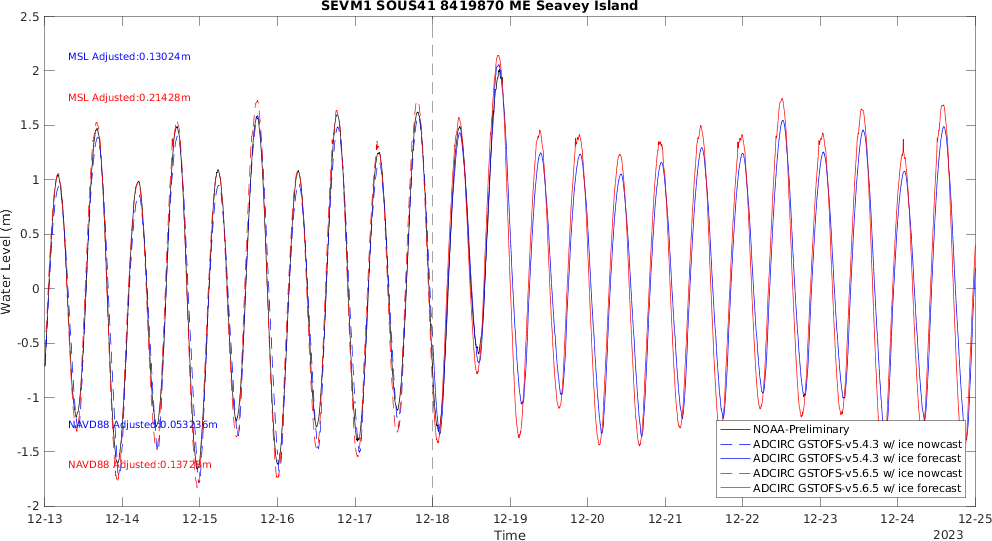 SEVM1 SOUS41 8419870 ME Seavey Island
2.5
2
1.5
1
0.5
0
-0.5
-1
-1.5
-2
Water Level (m)
MSL Adjusted:0.13024m
MSL Adjusted:0.21428m
NAVD88 Adjusted:0.053236m
NAVD88 Adjusted:0.13728m
NOAA-Preliminary
ADCIRC GSTOFS-v5.4.3 w/ ice nowcast
ADCIRC GSTOFS-v5.4.3 w/ ice forecast
ADCIRC GSTOFS-v5.6.5 w/ ice nowcast
ADCIRC GSTOFS-v5.6.5 w/ ice forecast
12-13 12-14 12-15 12-16 12-17 12-18 12-19 12-20 12-21 12-22 12-23 12-24 12-25
Time
2023